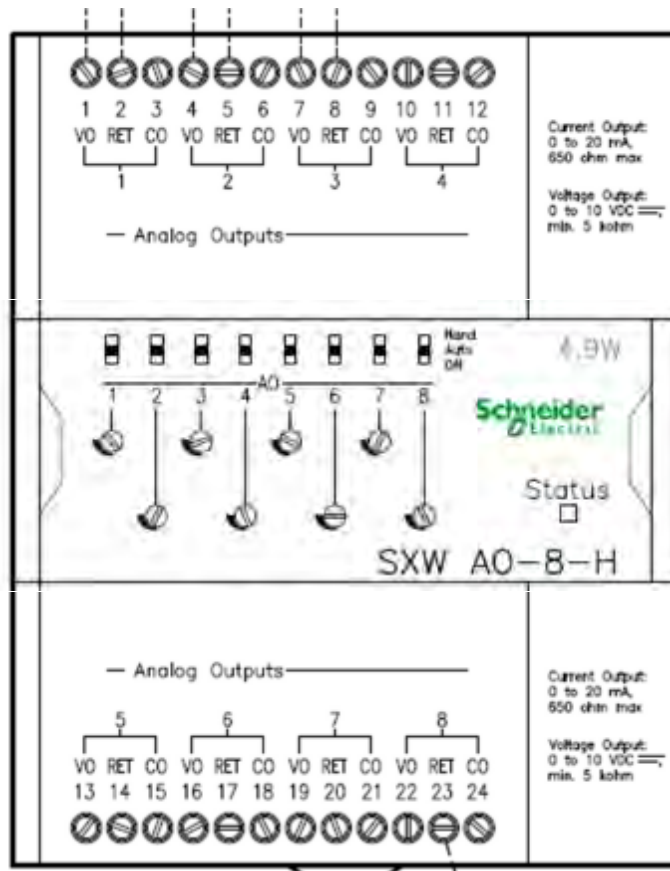 1 2 3 4 5 6 7 8 9 10 11 12
VO RET CO VO RET CO VO RET CO VO RET CO
1 2 3 4
Analog Outputs
Current Output:
0 to 20 mA,
650 ohm max
Voltage Output:
0 to 10 VDC
min. 5 kohm
Hand
Auto
Off
4.9W
AO
1 2 3 4 5 6 7 8
Schneider
Electric
Status
SXW AO-8-H
Analog Outputs
5 6 7 8
VO RET CO VO RET CO VO RET CO VO RET CO
13 14 15 16 17 18 19 20 21 22 23 24
Current Output:
0 to 20 mA,
650 ohm max
Voltage Output:
0 to 10 VDC
min. 5 kohm